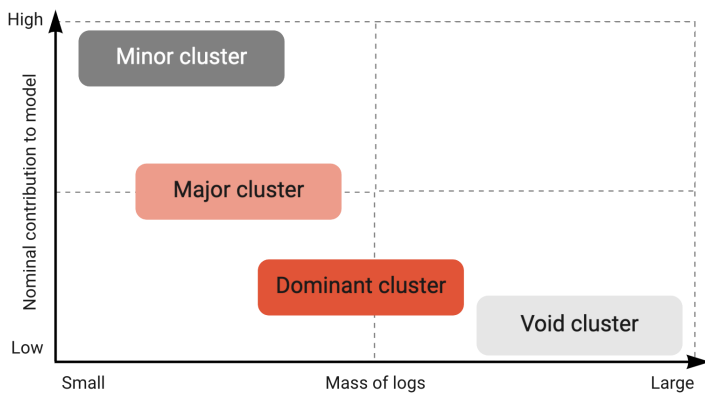 High
Minor cluster
Nominal contribution to model
Major cluster
Dominant cluster
Void cluster
Low
Small
Mass of logs
Large